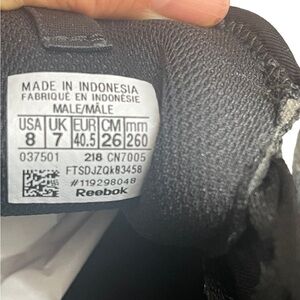 MADE IN INDONESIA
FABRIQUÉ EN INDONÉSIE
MALE/MÂLE
USA UK EUR CM mm
8 7 40.5 26 260
037501 218 CN7005
FTSDJZQk83458
#119298048
Reebok